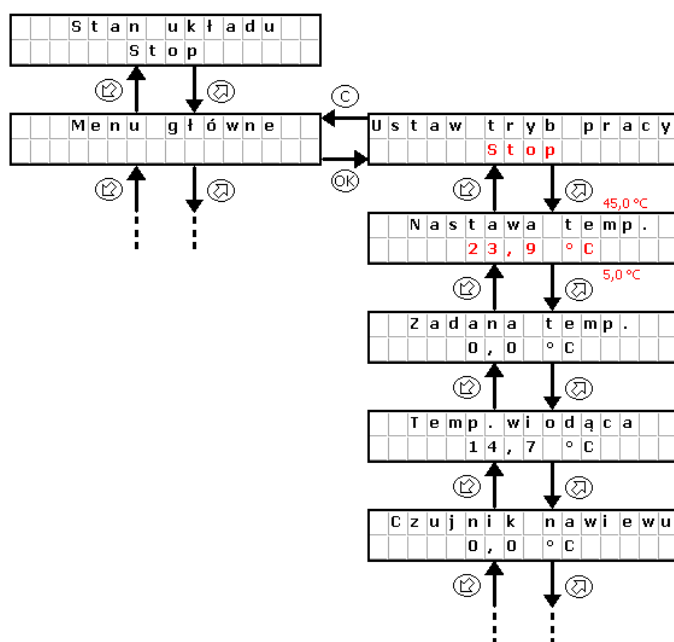 Stan układu
Stop
C
Menu główne
Ustaw tryb pracy
Stop
OK
45,0 °C
Nastawa temp.
23,9 °C
5,0 °C
Zadana temp.
0,0 °C
Temp.wiodąca
14,7 °C
Czujnik nawiewu
0,0 °C